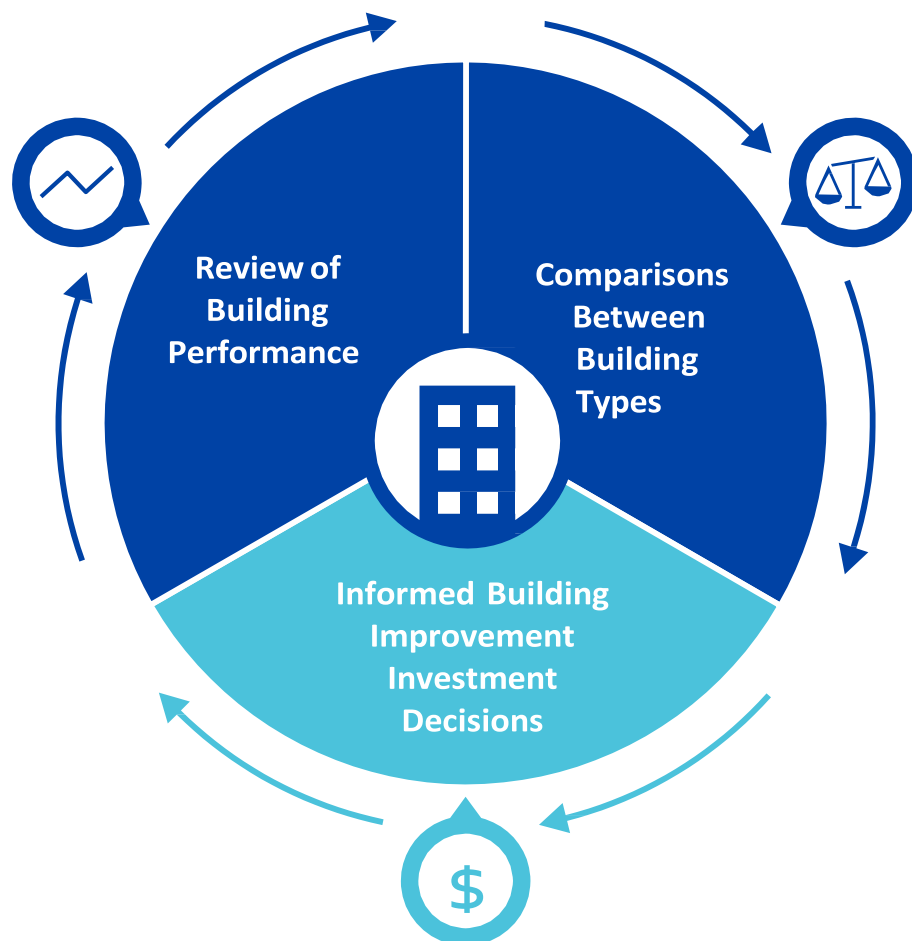 Review of
Building
Performance
Comparisons
Between
Building
Types
Informed Building
Improvement
Investment
Decisions
$